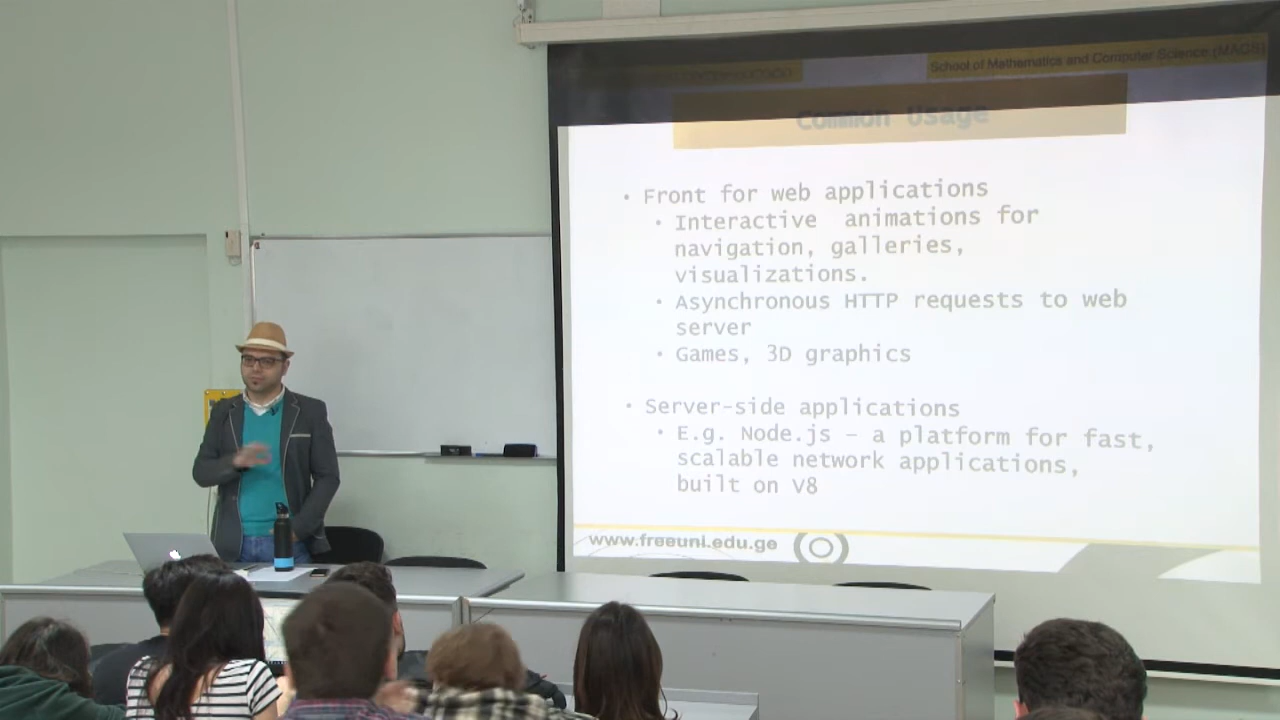 School of Mathematics and Computer Science (MACS)
Common Usage
• Front for web applications
• Interactive animations for
navigation, galleries,
visualizations.
• Asynchronous HTTP requests to web
server
• Games, 3D graphics
• Server-side applications
• E.g. Node.js – a platform for fast,
scalable network applications,
built on V8
www.freeuni.edu.ge